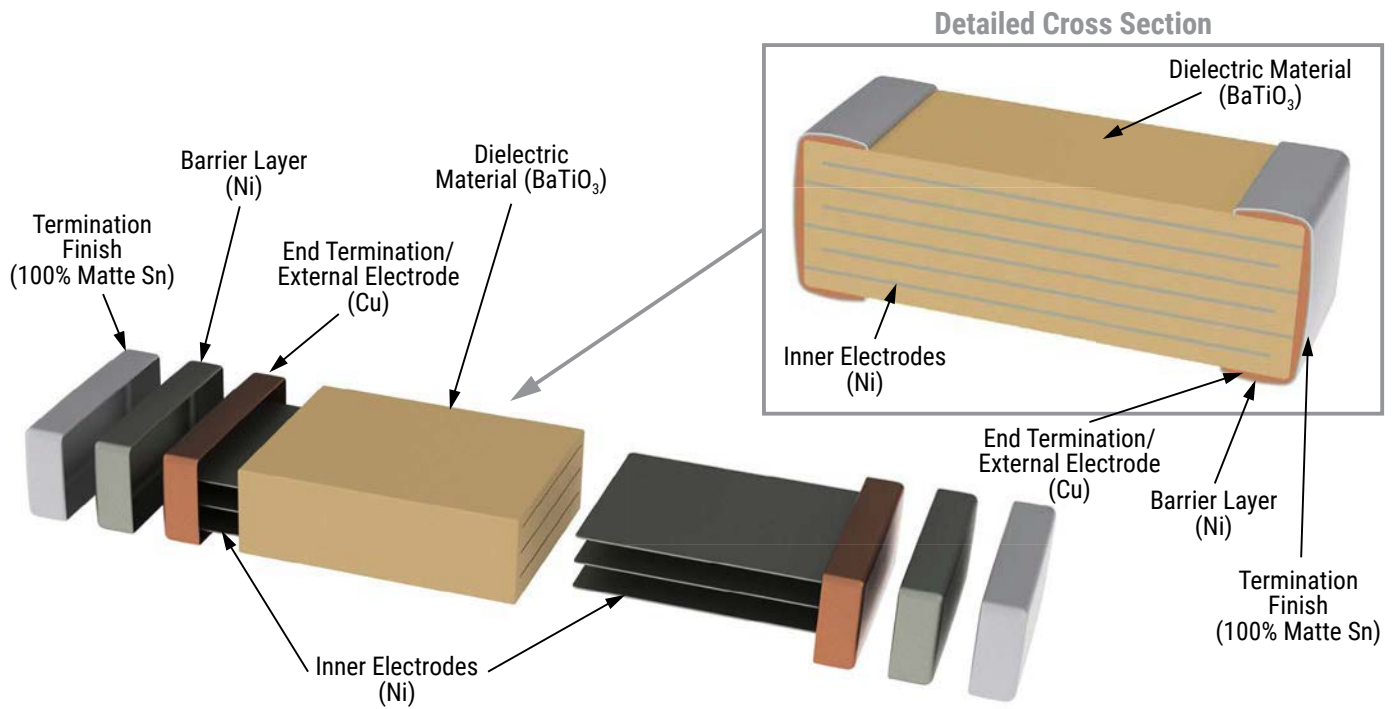 Detailed Cross Section
Dielectric Material
(BaTiO₃)
Inner Electrodes
(Ni)
End Termination/
External Electrode
(Cu)
Barrier Layer
(Ni)
Termination
Finish
(100% Matte Sn)
Termination
Finish
(100% Matte Sn)
Barrier Layer
(Ni)
End Termination/
External Electrode
(Cu)
Dielectric
Material (BaTiO₃)
Inner Electrodes
(Ni)